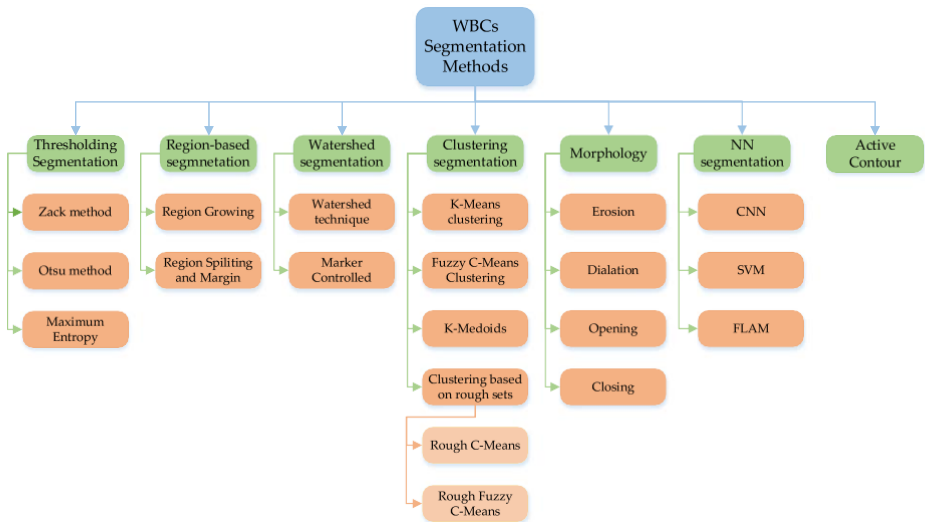 WBCs
Segmentation
Methods
Thresholding
Segmentation
Zack method
Otsu method
Maximum
Entropy
Region-based
segmnetation
Region Growing
Region Spiliting
and Margin
Watershed
segmentation
Watershed
technique
Marker
Controlled
Clustering
segmentation
K-Means
clustering
Fuzzy C-Means
Clustering
K-Medoids
Clustering based
on rough sets
Rough C-Means
Rough Fuzzy
C-Means
Morphology
Erosion
Dialation
Opening
Closing
NN
segmentation
CNN
SVM
FLAM
Active
Contour